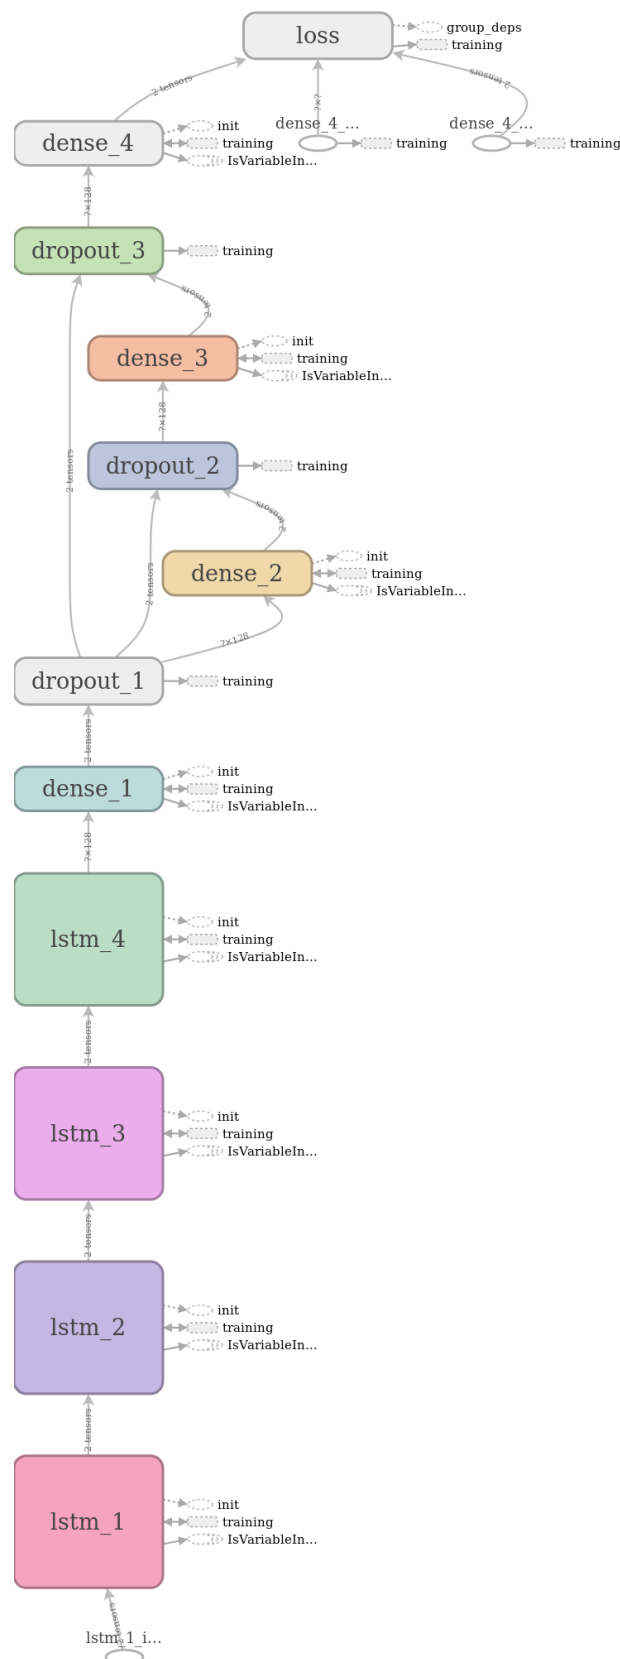 loss
group_deps
training
2 tensors
?×?
2 tensors
dense_4
init
training
IsVariableIn...
dense_4_...
training
dense_4_...
training
?×128
dropout_3
training
2 tensors
dense_3
init
training
IsVariableIn...
?×128
2 tensors
dropout_2
training
2 tensors
dense_2
init
training
IsVariableIn...
2 tensors
?×128
dropout_1
training
2 tensors
dense_1
init
training
IsVariableIn...
?×128
lstm_4
init
training
IsVariableIn...
2 tensors
lstm_3
init
training
IsVariableIn...
2 tensors
lstm_2
init
training
IsVariableIn...
2 tensors
lstm_1
init
training
IsVariableIn...
lstm_1_i...